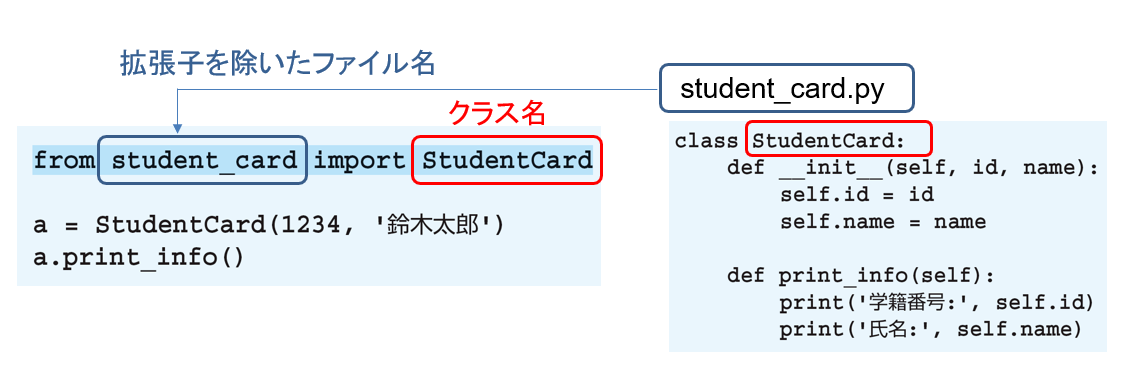 拡張子を除いたファイル名
クラス名
from student_card import StudentCard
a = StudentCard(1234, '鈴木太郎')
a.print_info()
student_card.py
class StudentCard:
    def __init__(self, id, name):
        self.id = id
        self.name = name
    def print_info(self):
        print('学籍番号:', self.id)
        print('氏名:', self.name)